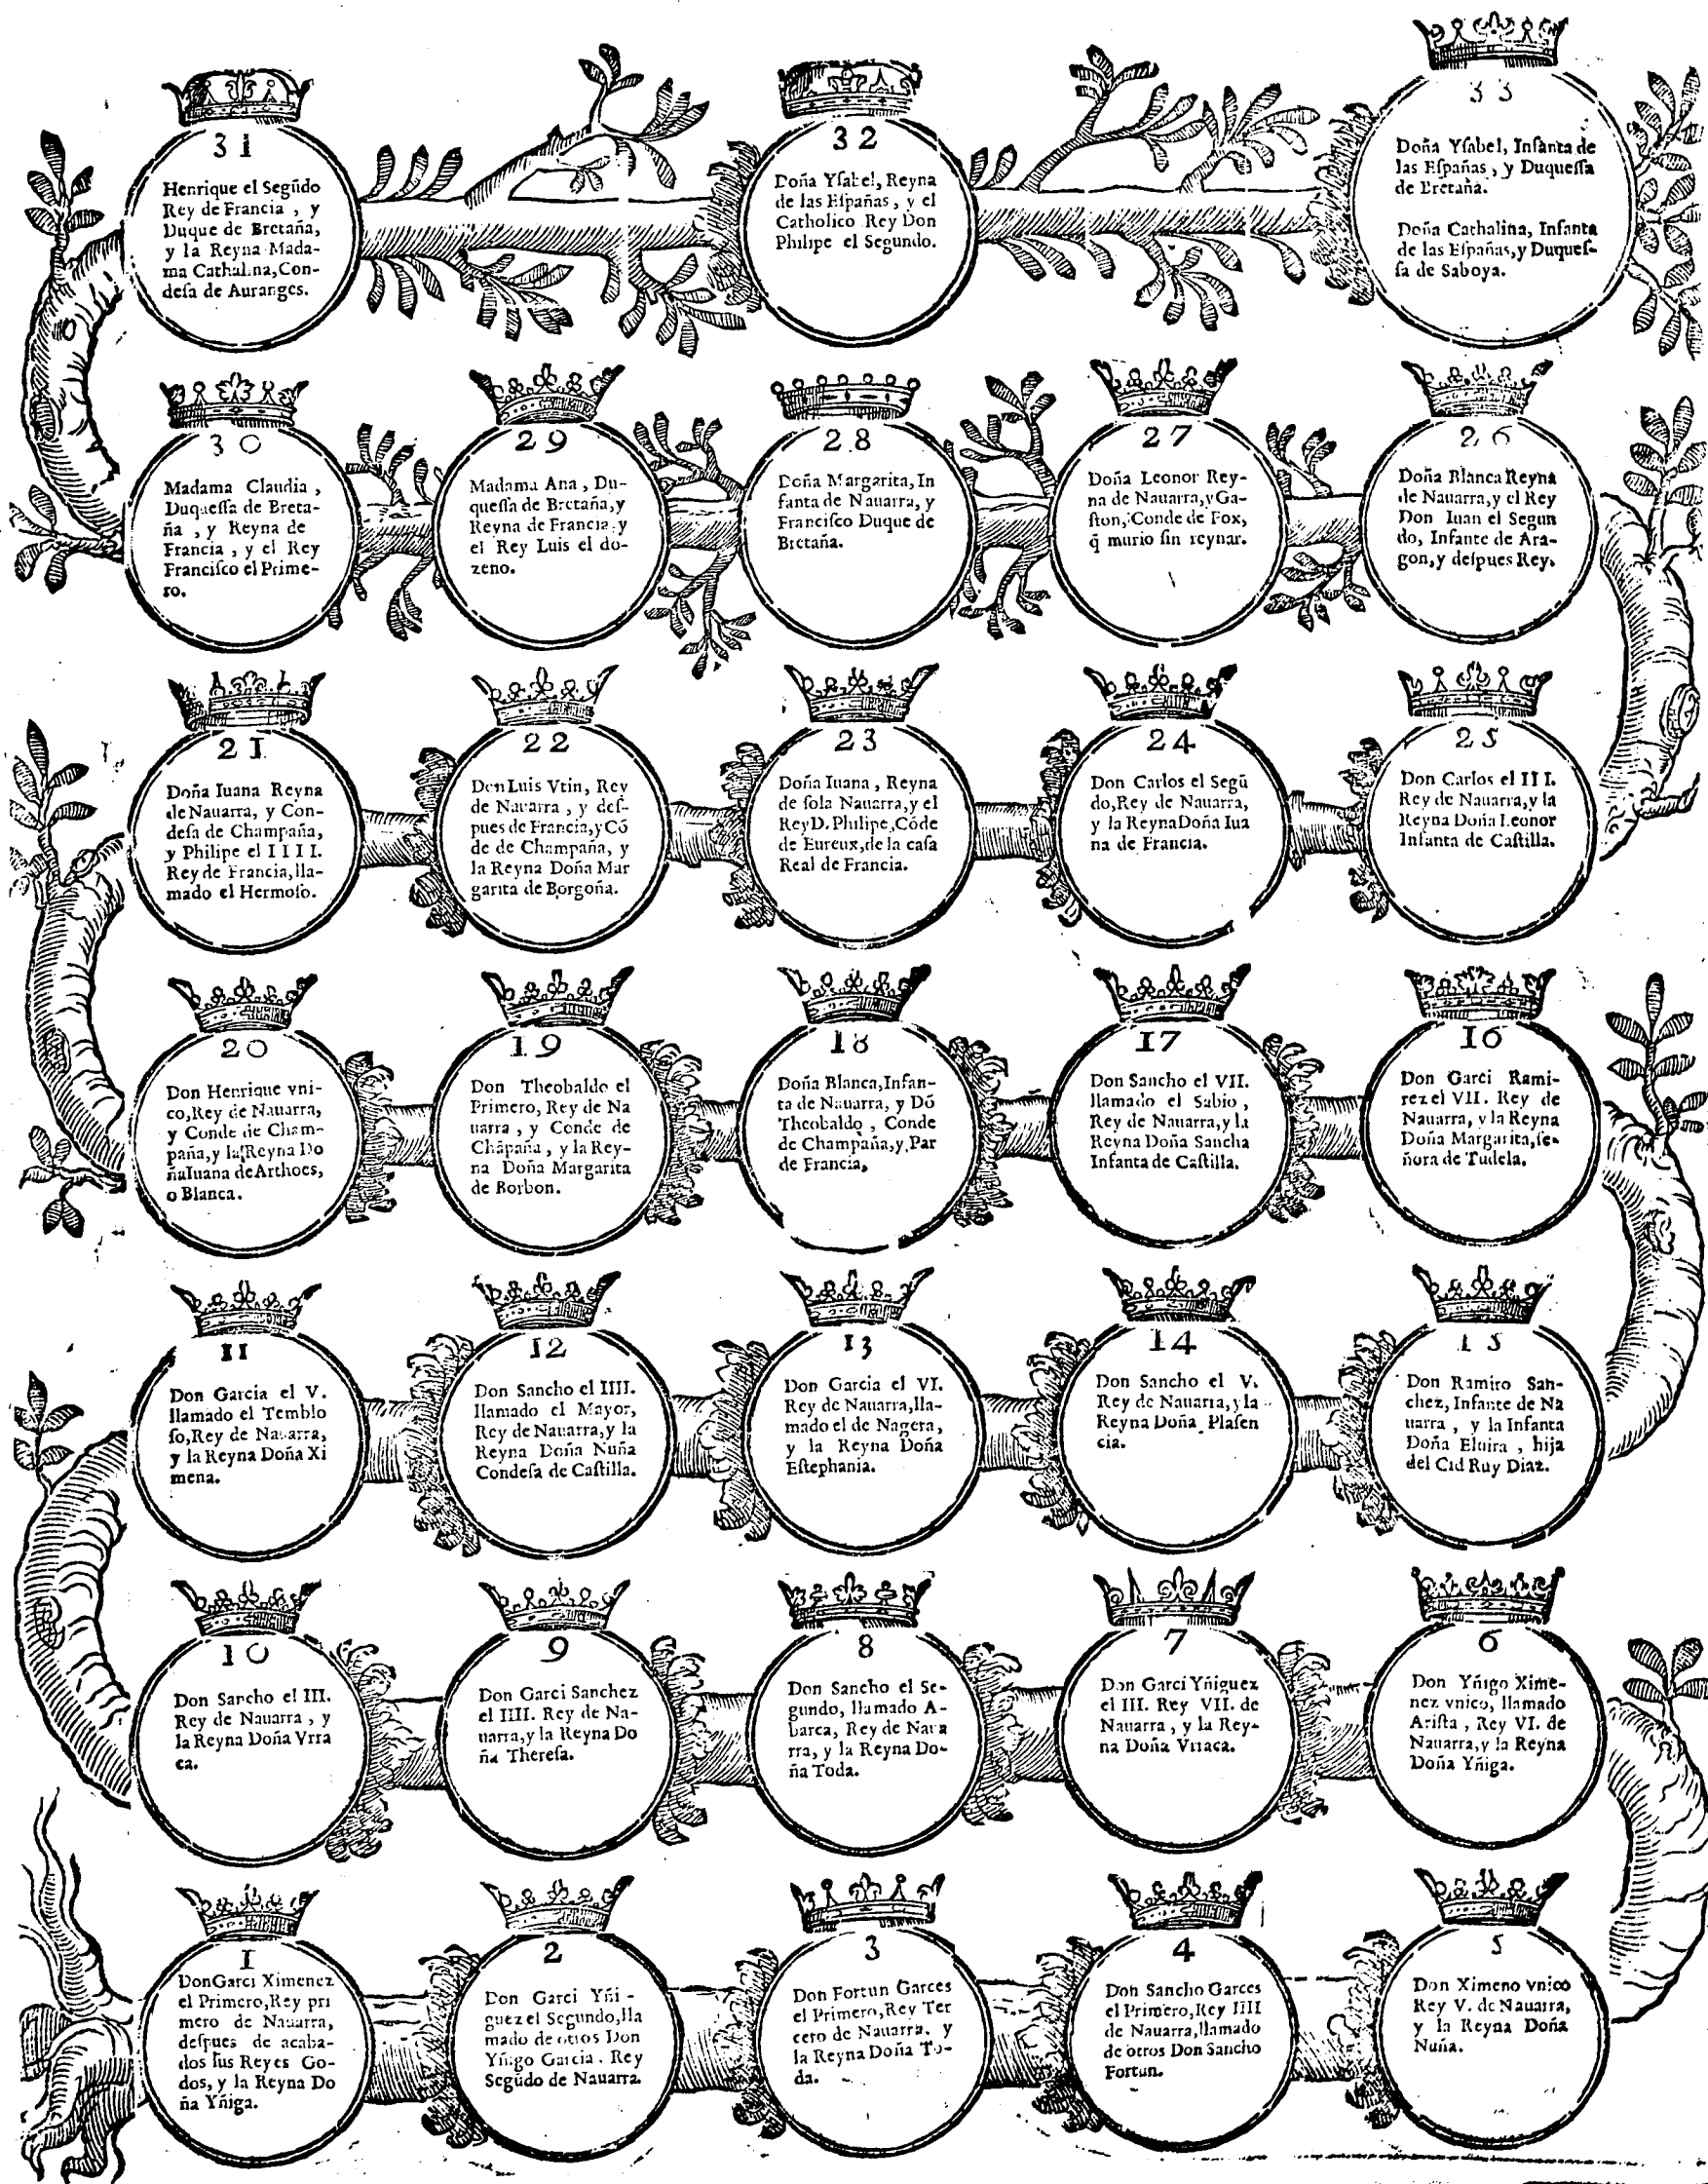 31
Henrique el Segũdo
Rey de Francia , y
Duque de Bretaña,
y la Reyna Mada-
ma Cathalina, Con-
deſa de Auranges.
32
Doña Yſabel, Reyna
de las Eſpañas , y el
Catholico Rey Don
Philipe el Segundo.
33
Doña Yſabel, Infanta de
las Eſpañas , y Duqueſſa
de Bretaña.
Doña Cathalina, Infanta
de las Eſpañas, y Duqueſ-
ſa de Saboya.
30
Madama Claudia ,
Duqueſſa de Breta-
ña , y Reyna de
Francia , y el Rey
Franciſco el Prime-
ro.
29
Madama Ana , Du-
queſſa de Bretaña, y
Reyna de Francia y
el Rey Luis el do-
zeno.
28
Doña Margarita, In
fanta de Nauarra, y
Franciſco Duque de
Bretaña.
27
Doña Leonor Rey-
na de Nauarra, y Ga-
ſton, Conde de Fox,
q̃ murio ſin reynar.
26
Doña Blanca Reyna
de Nauarra, y el Rey
Don Iuan el Segun
do, Infante de Ara-
gon, y deſpues Rey.
21
Doña Iuana Reyna
de Nauarra, y Con-
deſa de Champaña,
y Philipe el IIII.
Rey de Francia, lla-
mado el Hermoſo.
22
Don Luis Vtin, Rey
de Nauarra , y deſ-
pues de Francia, y Cõ
de de Champaña, y
la Reyna Doña Mar
garita de Borgoña.
23
Doña Iuana , Reyna
de ſola Nauarra, y el
Rey D. Philipe, Cõde
de Eureux, de la caſa
Real de Francia.
24
Don Carlos el Segũ
do, Rey de Nauarra,
y la Reyna Doña Iua
na de Francia.
25
Don Carlos el III.
Rey de Nauarra, y la
Reyna Doña Leonor
Infanta de Caſtilla.
20
Don Henrique vni-
co, Rey de Nauarra,
y Conde de Cham-
paña, y la Reyna Do
ña Iuana de Arthoes,
o Blanca.
19
Don Theobaldo el
Primero, Rey de Na
uarra , y Conde de
Chãpaña , y la Rey-
na Doña Margarita
de Borbon.
18
Doña Blanca, Infan-
ta de Nauarra, y Dõ
Theobaldo , Conde
de Champaña, y Par
de Francia,
17
Don Sancho el VII.
llamado el Sabio ,
Rey de Nauarra, y la
Reyna Doña Sancha
Infanta de Caſtilla.
16
Don Garci Rami-
rez el VII. Rey de
Nauarra, y la Reyna
Doña Margarita, ſe-
ñora de Tudela.
11
Don Garcia el V.
llamado el Temblo
ſo, Rey de Nauarra,
y la Reyna Doña Xi
mena.
12
Don Sancho el IIII.
llamado el Mayor,
Rey de Nauarra, y la
Reyna Doña Nuña
Condeſa de Caſtilla.
13
Don Garcia el VI.
Rey de Nauarra, lla-
mado el de Nagera,
y la Reyna Doña
Eſtephania.
14
Don Sancho el V.
Rey de Nauarra, y la
Reyna Doña Plaſen
cia.
15
Don Ramiro San-
chez, Infante de Na
uarra , y la Infanta
Doña Eluira , hija
del Cid Ruy Diaz.
10
Don Sancho el III.
Rey de Nauarra , y
la Reyna Doña Vrra
ca.
9
Don Garci Sanchez
el IIII. Rey de Na-
uarra, y la Reyna Do
ña Thereſa.
8
Don Sancho el Se-
gundo, llamado A-
barca, Rey de Naua
rra, y la Reyna Do-
ña Toda.
7
Don Garci Yñiguez
el III. Rey VII. de
Nauarra , y la Rey-
na Doña Vrraca.
6
Don Yñigo Xime-
nez vnico, llamado
Ariſta , Rey VI. de
Nauarra, y la Reyna
Doña Yñiga.
1
Don Garci Ximenez
el Primero, Rey pri
mero de Nauarra,
deſpues de acaba-
dos ſus Reyes Go-
dos, y la Reyna Do
ña Yñiga.
2
Don Garci Yñi-
guez el Segundo, lla
mado de otros Don
Yñigo Garcia . Rey
Segũdo de Nauarra.
3
Don Fortun Garces
el Primero, Rey Ter
cero de Nauarra. y
la Reyna Doña To-
da.
4
Don Sancho Garces
el Primero, Rey IIII
de Nauarra, llamado
de otros Don Sancho
Fortun.
5
Don Ximeno vnico
Rey V. de Nauarra,
y la Reyna Doña
Nuña.